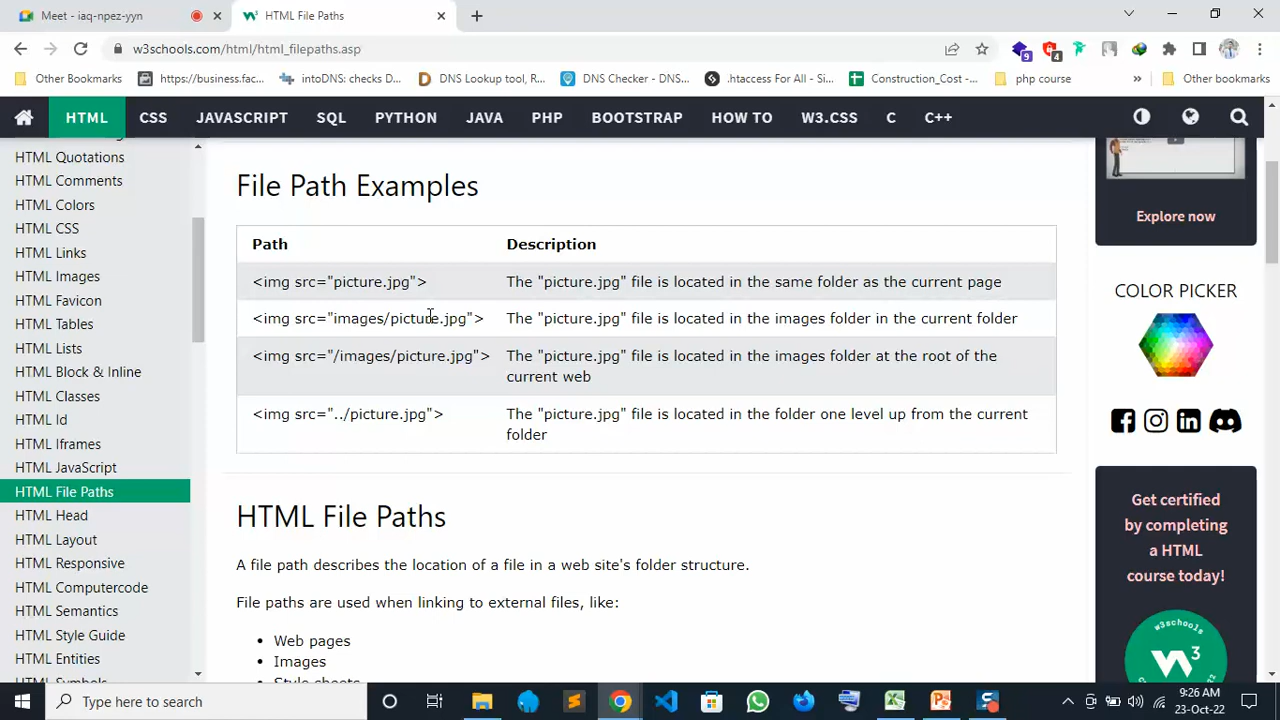 Meet - iaq-npez-yyn
HTML File Paths
w3schools.com/html/html_filepaths.asp
9
4
Other Bookmarks
https://business.fac...
intoDNS: checks D...
DNS Lookup tool, R...
DNS Checker - DNS...
.htaccess For All - Si...
Construction_Cost -...
php course
»
Other Bookmarks
HTML CSS JAVASCRIPT SQL PYTHON JAVA PHP BOOTSTRAP HOW TO W3.CSS C C++
HTML Quotations
HTML Comments
HTML Colors
HTML CSS
HTML Links
HTML Images
HTML Favicon
HTML Tables
HTML Lists
HTML Block & Inline
HTML Classes
HTML Id
HTML Iframes
HTML JavaScript
HTML File Paths
HTML Head
HTML Layout
HTML Responsive
HTML Computercode
HTML Semantics
HTML Style Guide
HTML Entities
HTML Symbols
File Path Examples
Path Description
<img src="picture.jpg"> The "picture.jpg" file is located in the same folder as the current page
<img src="images/picture.jpg"> The "picture.jpg" file is located in the images folder in the current folder
<img src="/images/picture.jpg"> The "picture.jpg" file is located in the images folder at the root of the
current web
<img src="../picture.jpg"> The "picture.jpg" file is located in the folder one level up from the current
folder
HTML File Paths
A file path describes the location of a file in a web site's folder structure.
File paths are used when linking to external files, like:
• Web pages
• Images
• Style sheets
Explore now
COLOR PICKER
Get certified
by completing
a HTML
course today!
w3schools
W3
Type here to search
9:26 AM
23-Oct-22